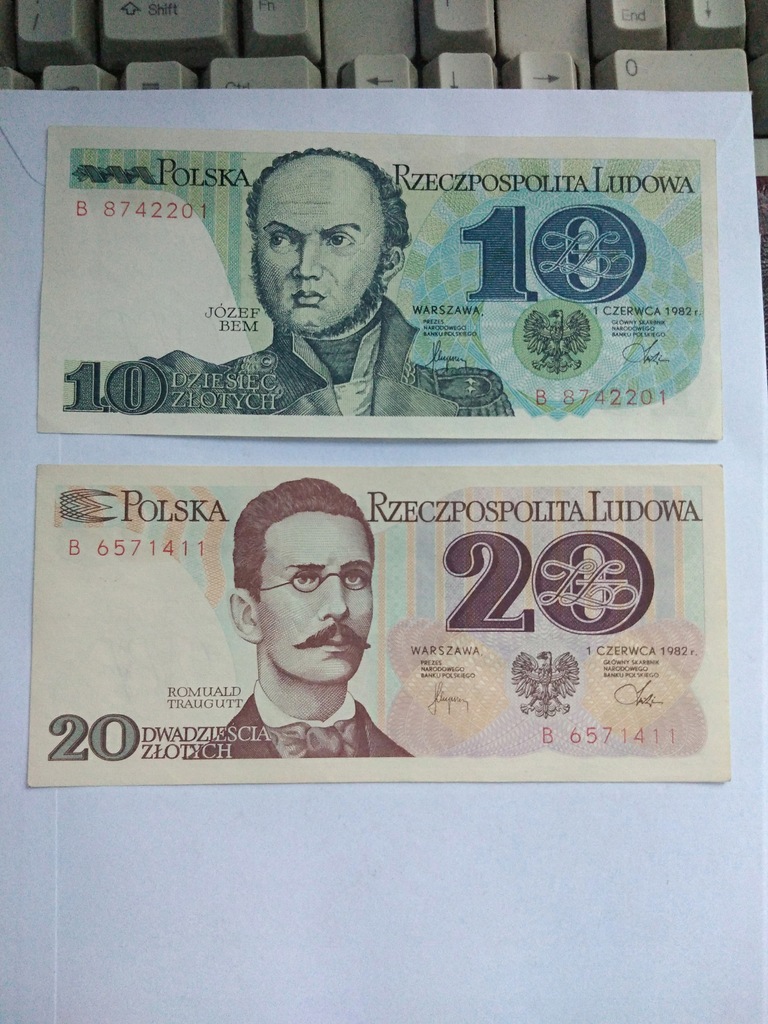 Shift
Fn
End
Ctrl
0
POLSKA RZECZPOSPOLITA LUDOWA
B 8742201
10
JÓZEF
BEM
WARSZAWA, 1 CZERWCA 1982 r.
PREZES
NARODOWEGO
BANKU POLSKIEGO
GŁÓWNY SKARBNIK
NARODOWEGO
BANKU POLSKIEGO
10 DZIESIĘĆ
ZŁOTYCH
B 8742201
POLSKA RZECZPOSPOLITA LUDOWA
B 6571411
20
WARSZAWA, 1 CZERWCA 1982 r.
PREZES
NARODOWEGO
BANKU POLSKIEGO
GŁÓWNY SKARBNIK
NARODOWEGO
BANKU POLSKIEGO
ROMUALD
TRAUGUTT
20 DWADZIEŚCIA
ZŁOTYCH
B 6571411